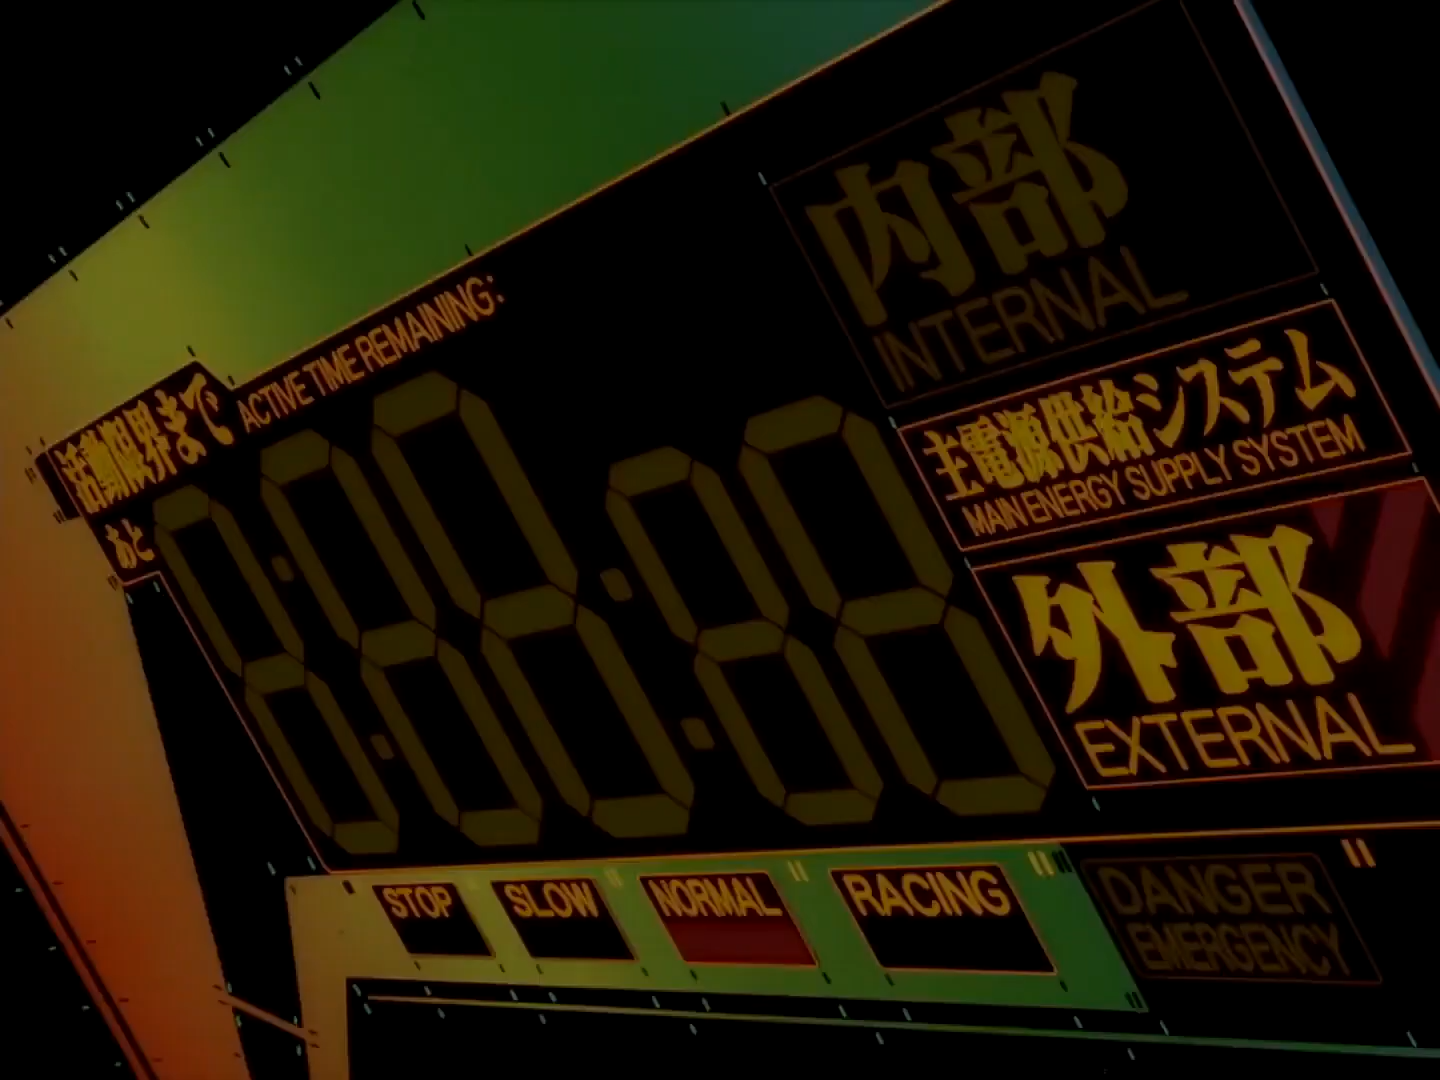 内部
INTERNAL
活動限界まで
ACTIVE TIME REMAINING:
あと
主電源供給システム
MAIN ENERGY SUPPLY SYSTEM
外部
EXTERNAL
STOP
SLOW
NORMAL
RACING
DANGER
EMERGENCY